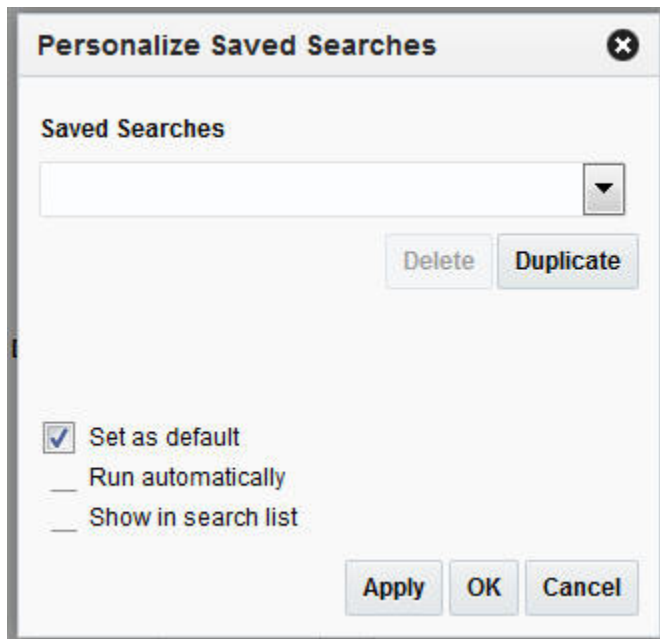 Personalize Saved Searches
Saved Searches
Delete Duplicate
Set as default
Run automatically
Show in search list
Apply OK Cancel